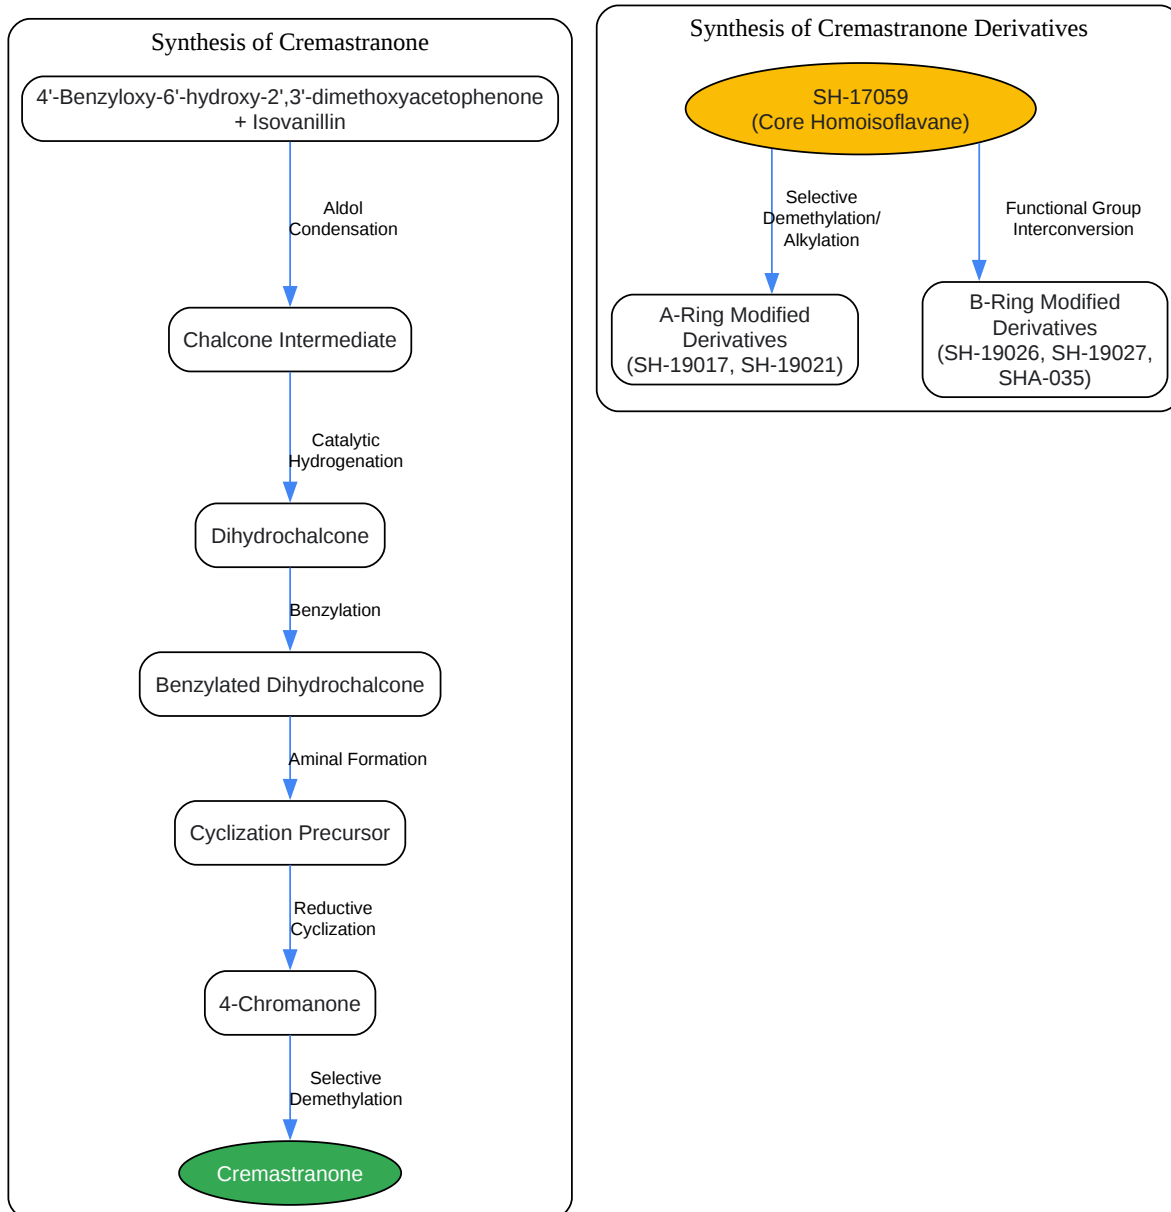 Synthesis of Cremastranone
4'-Benzyloxy-6'-hydroxy-2',3'-dimethoxyacetophenone
+ Isovanillin
Aldol
Condensation
Chalcone Intermediate
Catalytic
Hydrogenation
Dihydrochalcone
Benzylation
Benzylated Dihydrochalcone
Aminal Formation
Cyclization Precursor
Reductive
Cyclization
4-Chromanone
Selective
Demethylation
Cremastranone
Synthesis of Cremastranone Derivatives
SH-17059
(Core Homoisoflavane)
Selective
Demethylation/
Alkylation
Functional Group
Interconversion
A-Ring Modified
Derivatives
(SH-19017, SH-19021)
B-Ring Modified
Derivatives
(SH-19026, SH-19027,
SHA-035)